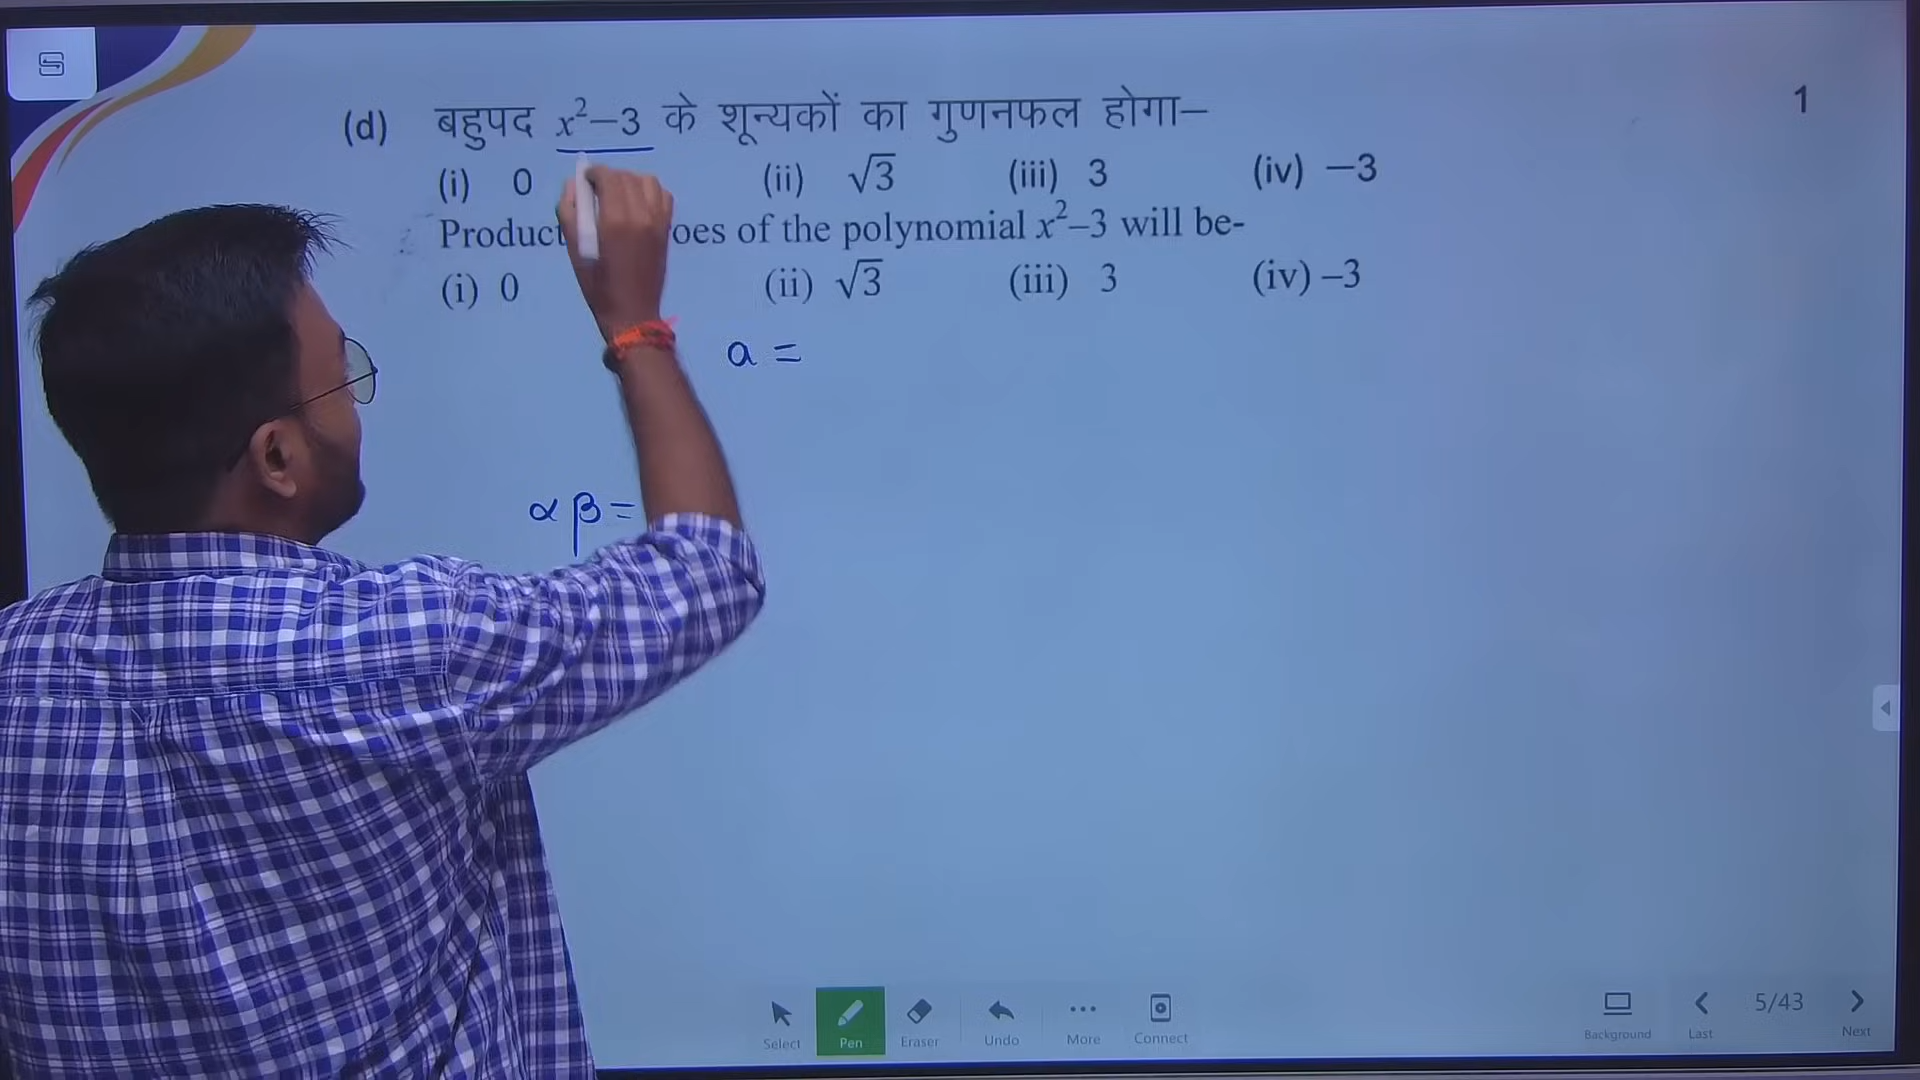 (d) बहुपद x²–3 के शून्यकों का गुणनफल होगा– 1
(i) 0 (ii) √3 (iii) 3 (iv) –3
Product oes of the polynomial x²–3 will be-
(i) 0 (ii) √3 (iii) 3 (iv) –3
a =
αβ =
Select Pen Eraser Undo More Connect Background Last 5/43 Next